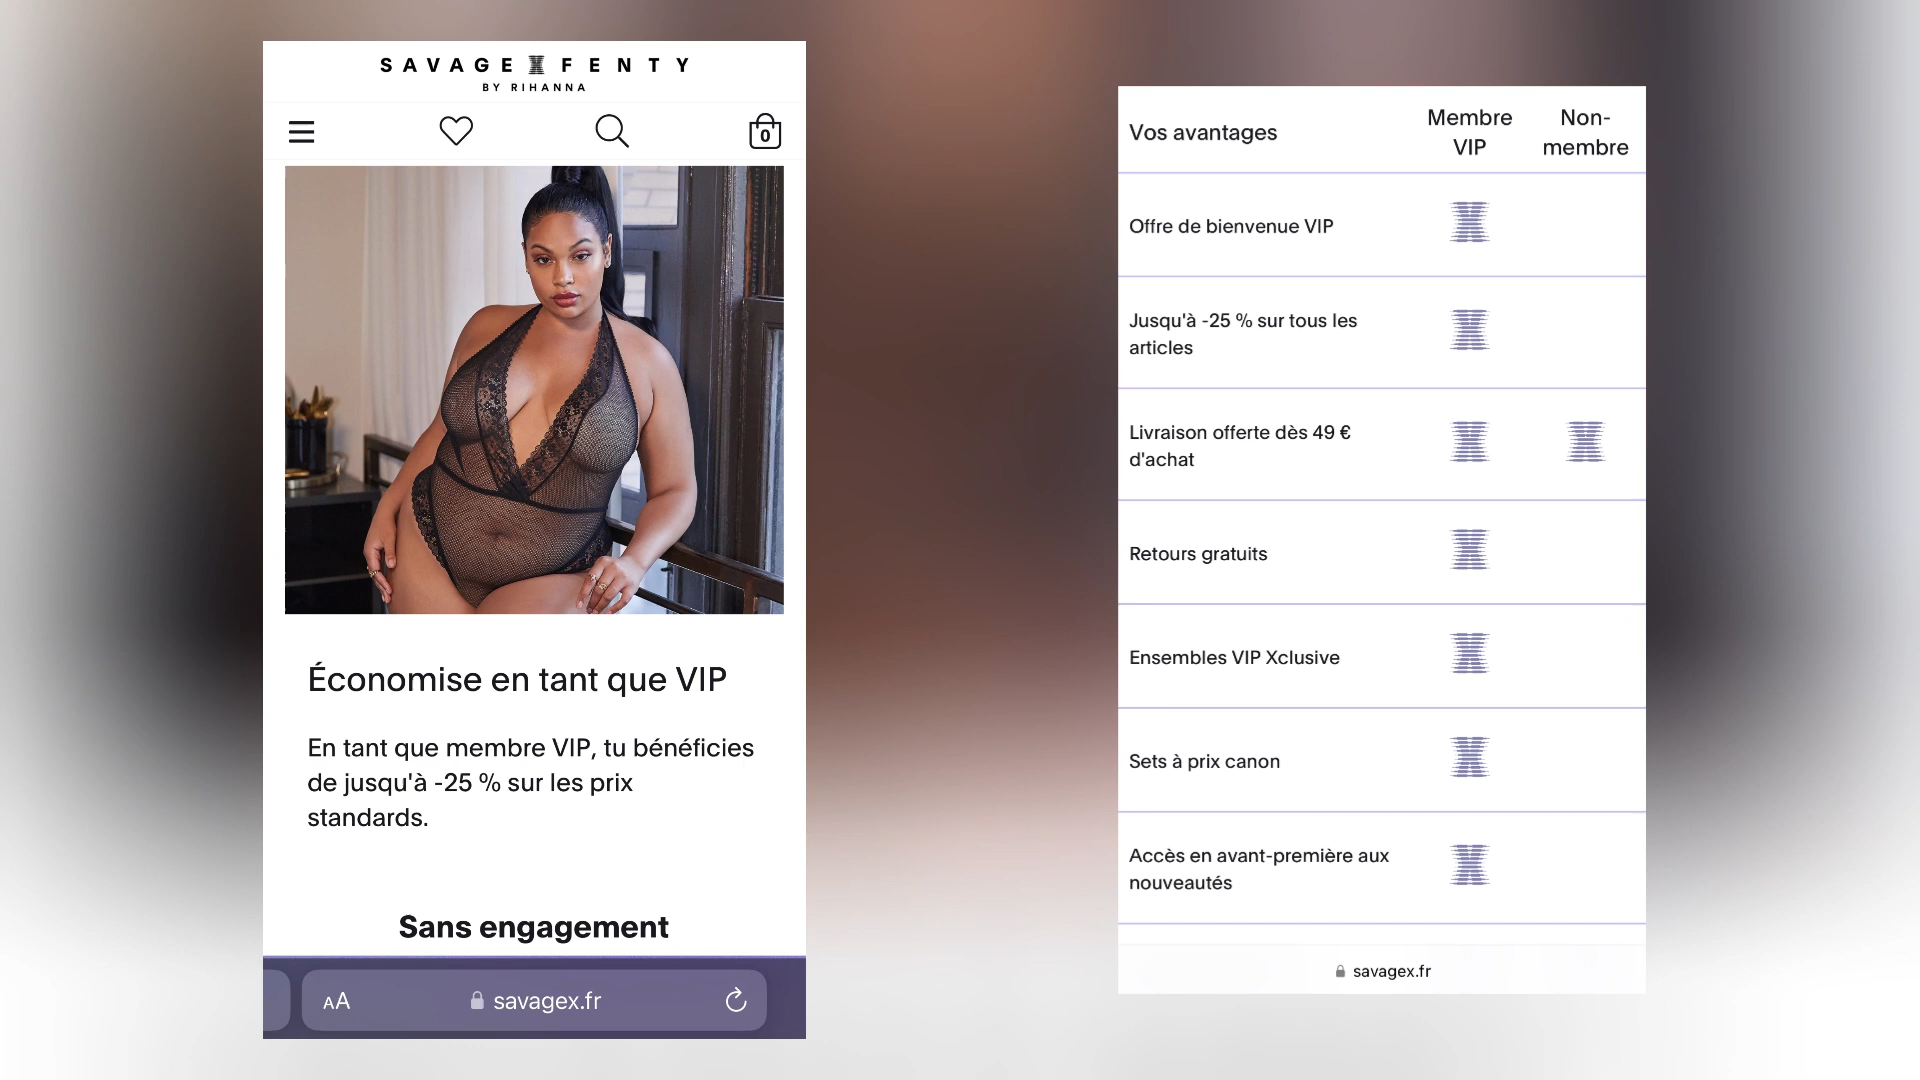 SAVAGE X FENTY
BY RIHANNA
0
Économise en tant que VIP
En tant que membre VIP, tu bénéficies
de jusqu'à -25 % sur les prix
standards.
Sans engagement
AA
savagex.fr
Vos avantages
Membre
VIP
Non-
membre
Offre de bienvenue VIP
Jusqu'à -25 % sur tous les
articles
Livraison offerte dès 49 €
d'achat
Retours gratuits
Ensembles VIP Xclusive
Sets à prix canon
Accès en avant-première aux
nouveautés
savagex.fr